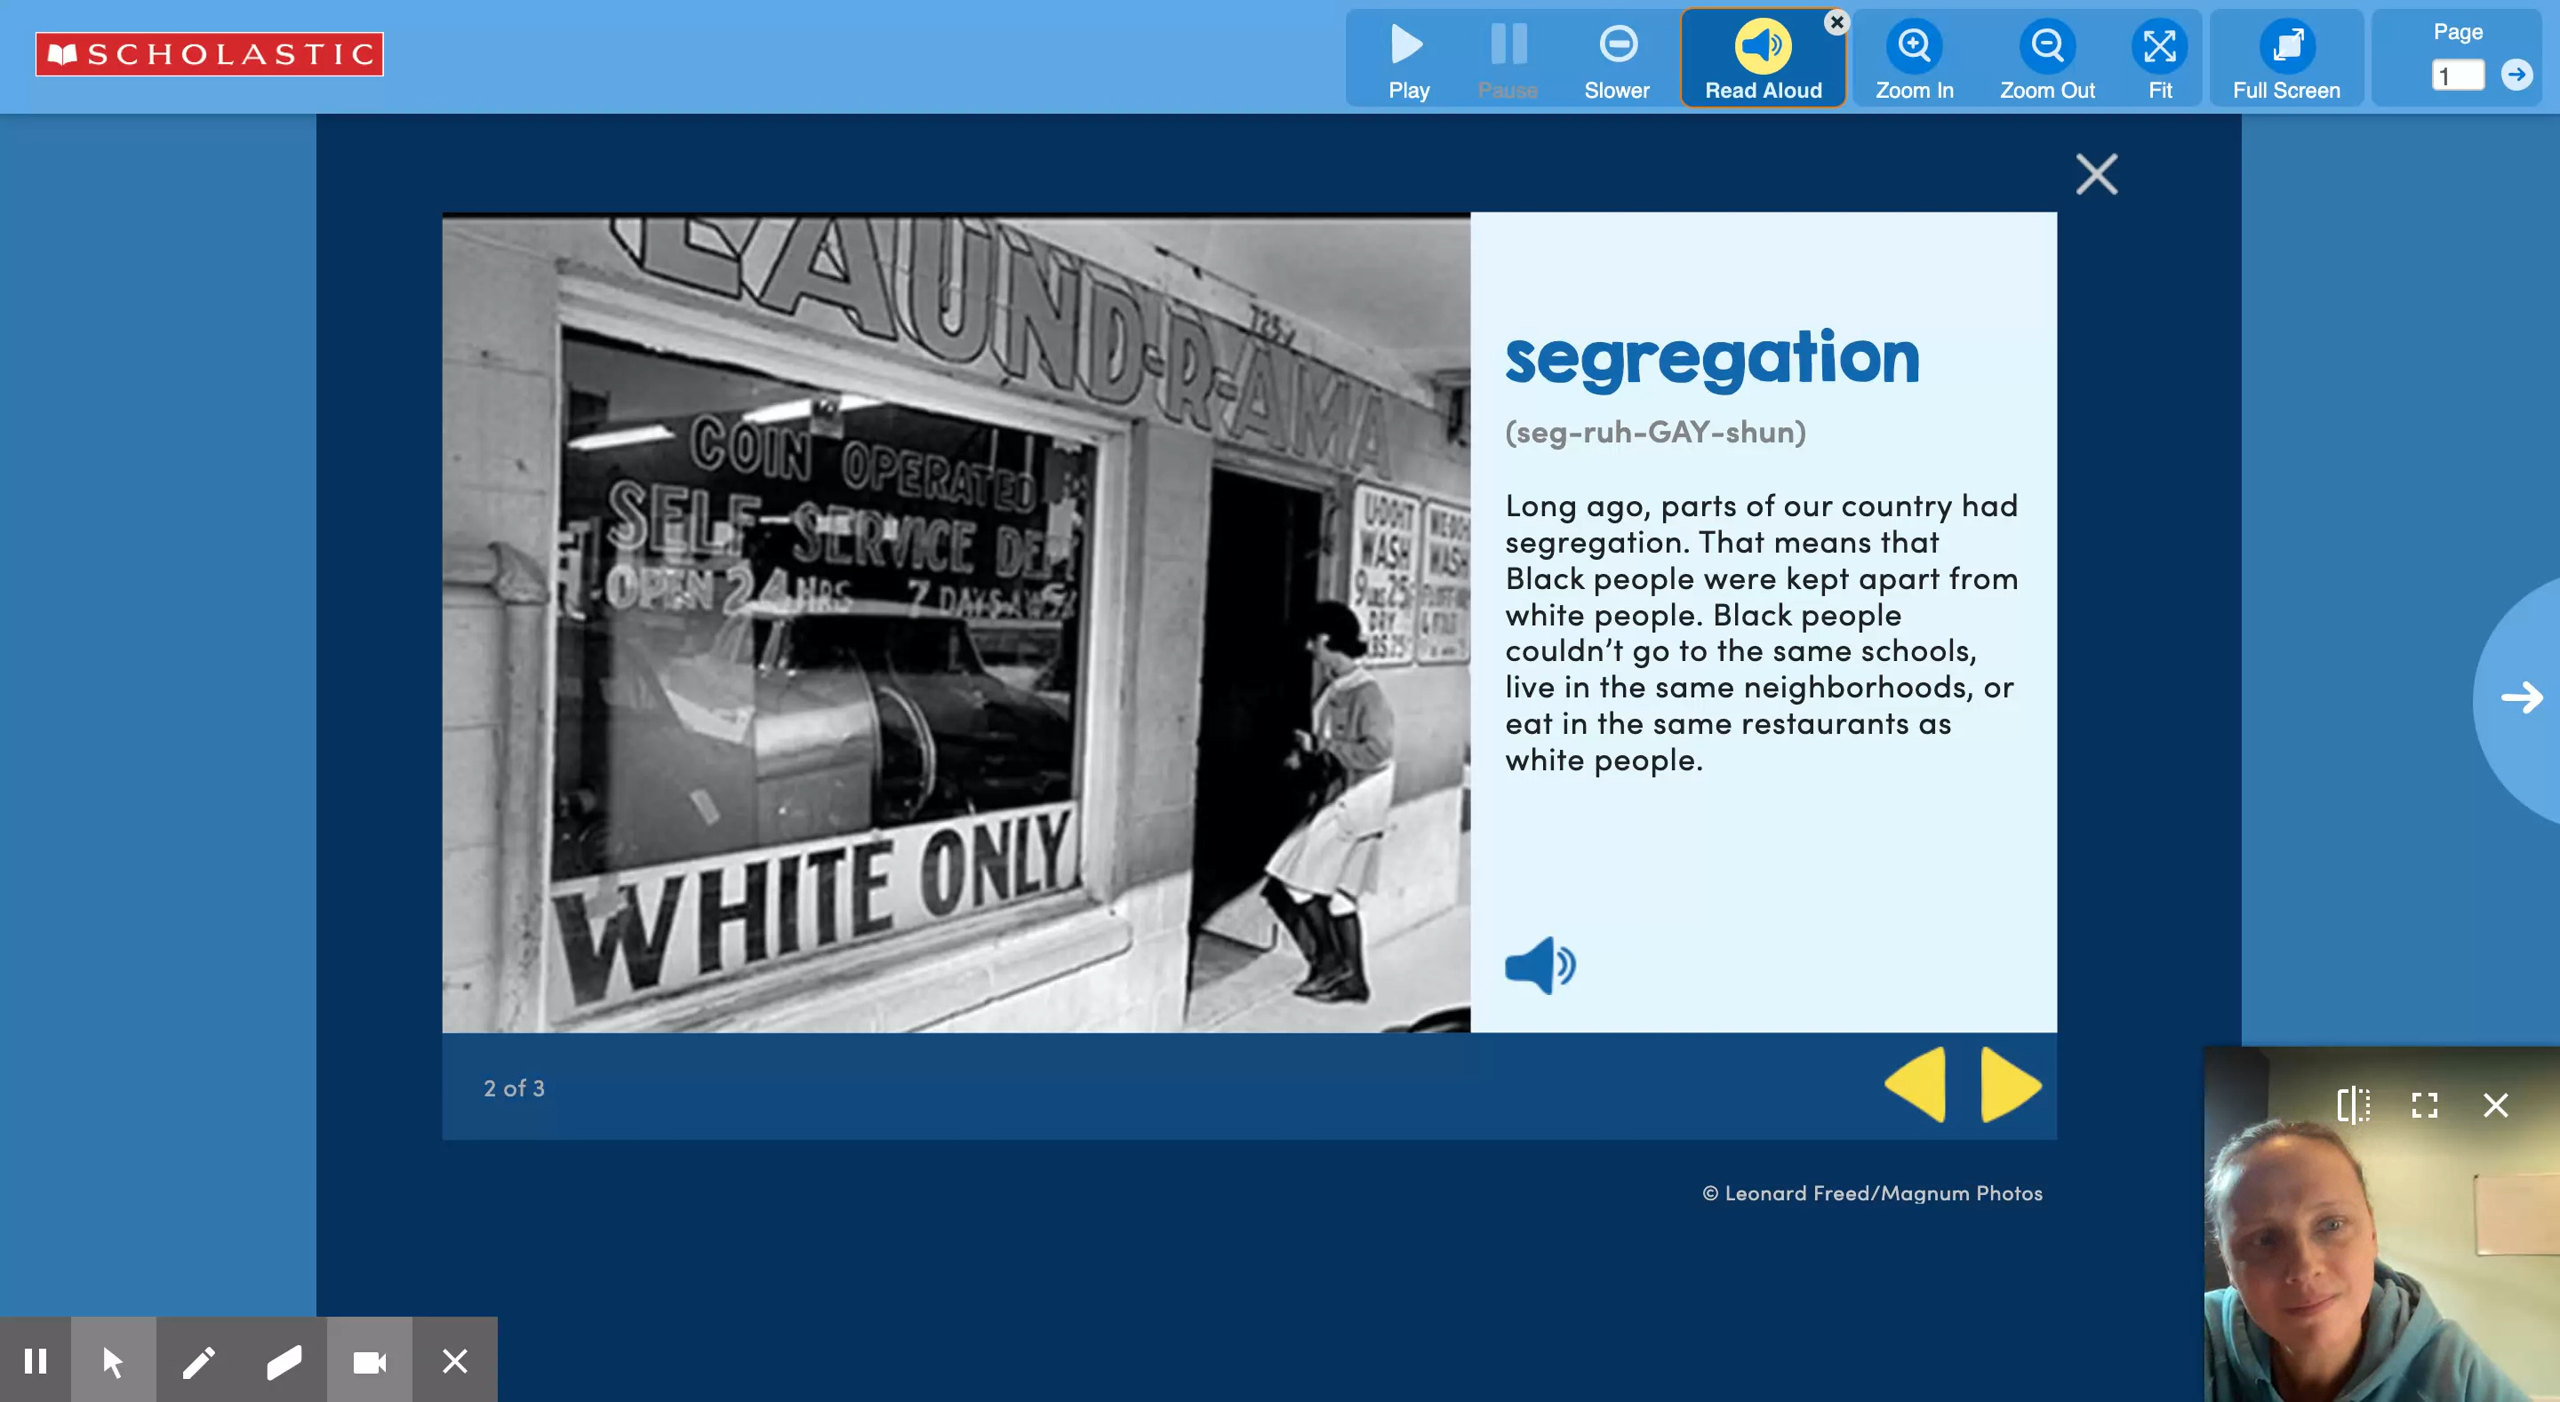 SCHOLASTIC
Play
Pause
Slower
Read Aloud
Zoom In
Zoom Out
Fit
Full Screen
Page
1
LAUND-R-AMA
COIN OPERATED
SELF-SERVICE DEPT
OPEN 24 HRS 7 DAYS A WK
U-DO-IT
WASH
DRY
WASH
WHITE ONLY
segregation
(seg-ruh-GAY-shun)
Long ago, parts of our country had
segregation. That means that
Black people were kept apart from
white people. Black people
couldn’t go to the same schools,
live in the same neighborhoods, or
eat in the same restaurants as
white people.
2 of 3
© Leonard Freed/Magnum Photos